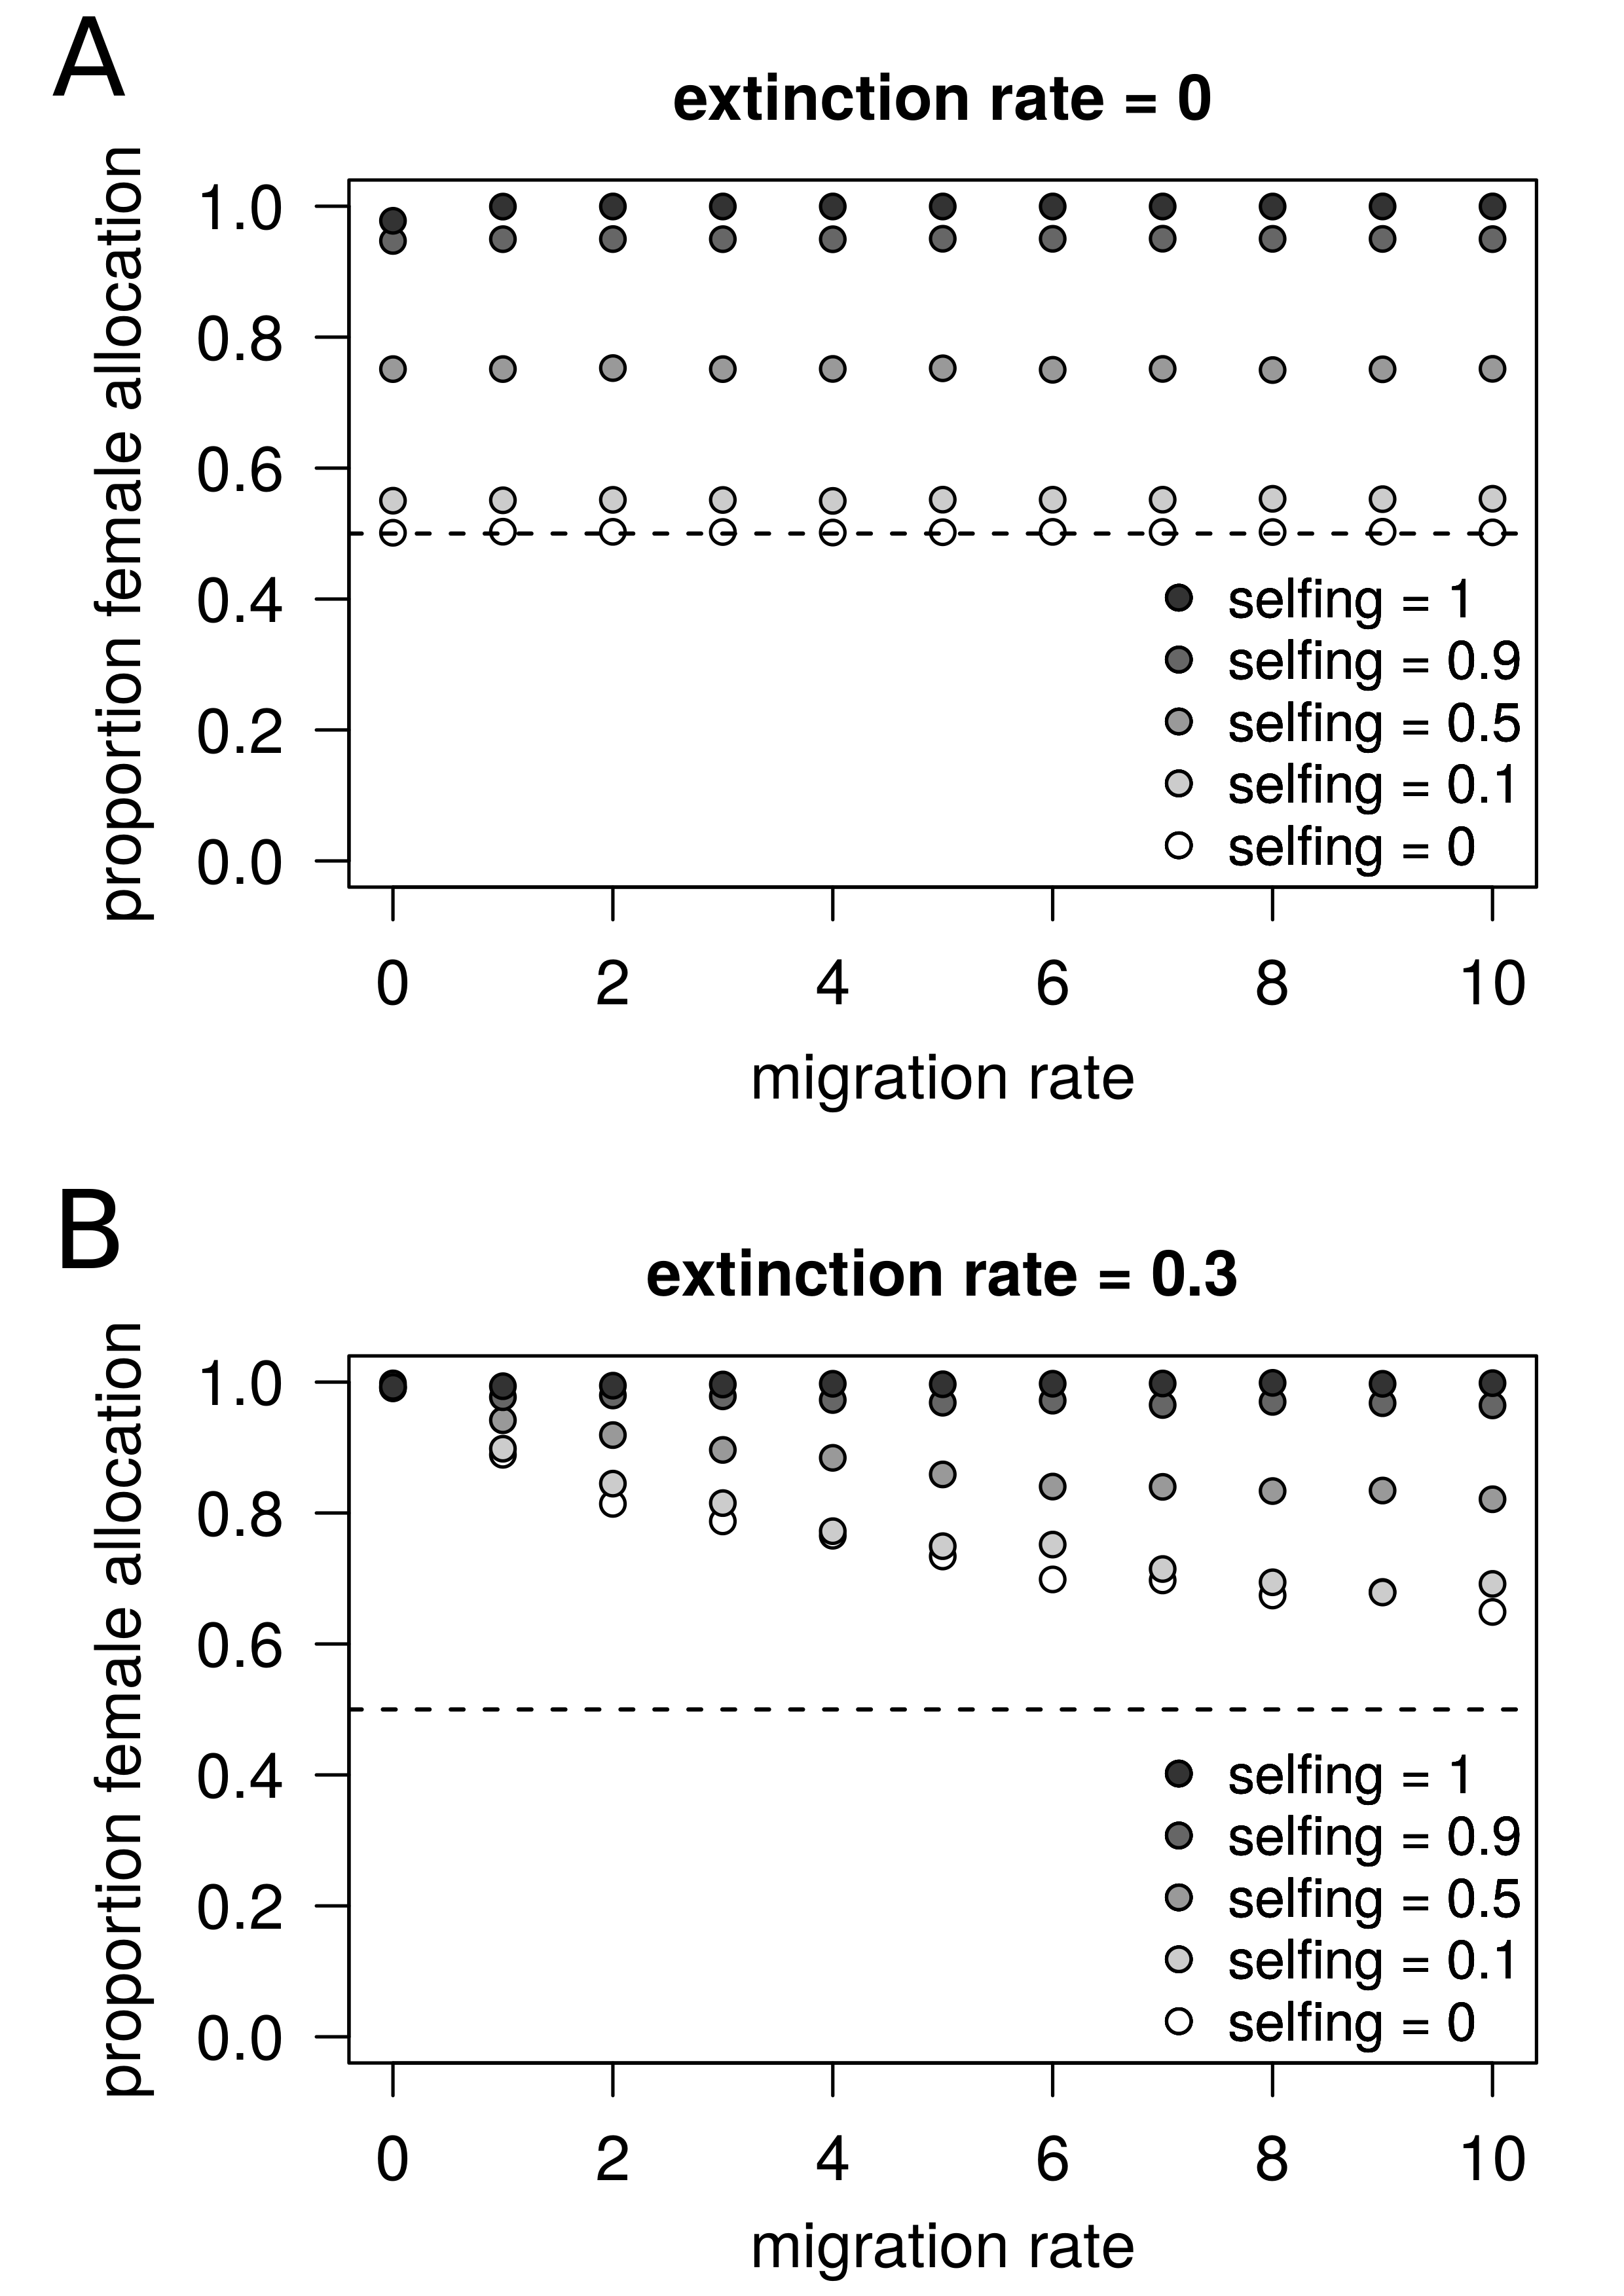 A
extinction rate = 0
proportion female allocation
1.0
0.8
0.6
0.4
0.2
0.0
selfing = 1
selfing = 0.9
selfing = 0.5
selfing = 0.1
selfing = 0
0 2 4 6 8 10
migration rate
B
extinction rate = 0.3
proportion female allocation
1.0
0.8
0.6
0.4
0.2
0.0
selfing = 1
selfing = 0.9
selfing = 0.5
selfing = 0.1
selfing = 0
0 2 4 6 8 10
migration rate